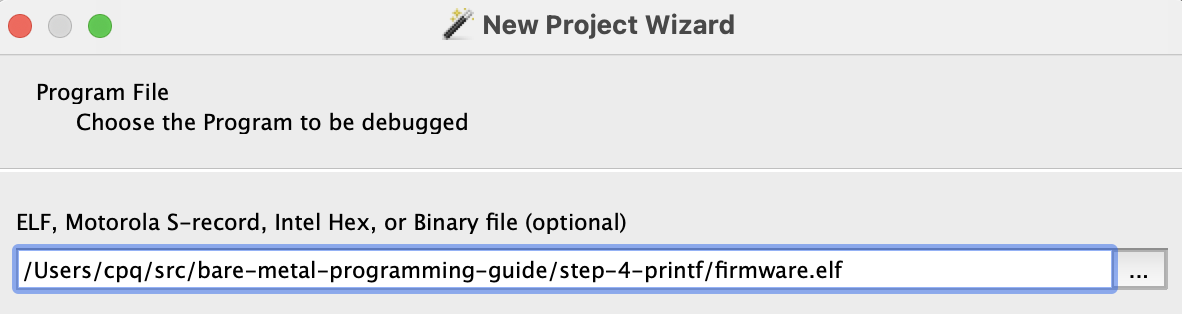 New Project Wizard
Program File
Choose the Program to be debugged
ELF, Motorola S-record, Intel Hex, or Binary file (optional)
/Users/cpq/src/bare-metal-programming-guide/step-4-printf/firmware.elf
...